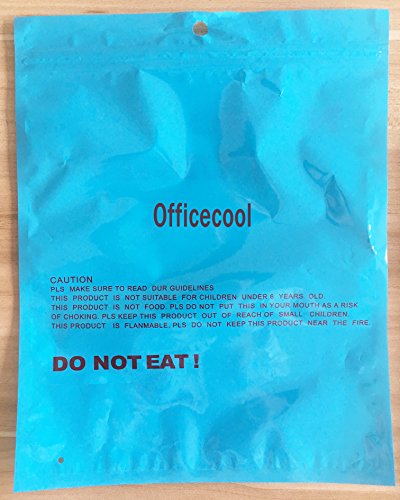 Officecool
CAUTION
PLS MAKE SURE TO READ DUR GUIDELINES
THIS PRODUCT IS NOT SUITABLE FOR CHILDREN UNDER 6 YEARS OLD.
THIS PRODUCT IS NOT FOOD. PLS DO NOT PUT THIS IN YOUR MOUTH AS A RISK
OF CHOKING. PLS KEEP THIS PRODUCT OUT OF REACH OF SMALL CHILDREN.
THIS PRODUCT IS FLANMABLE, PLS DO NOT KEEP THIS PRODUCT NEAR THE FIRE.
DO NOT EAT !